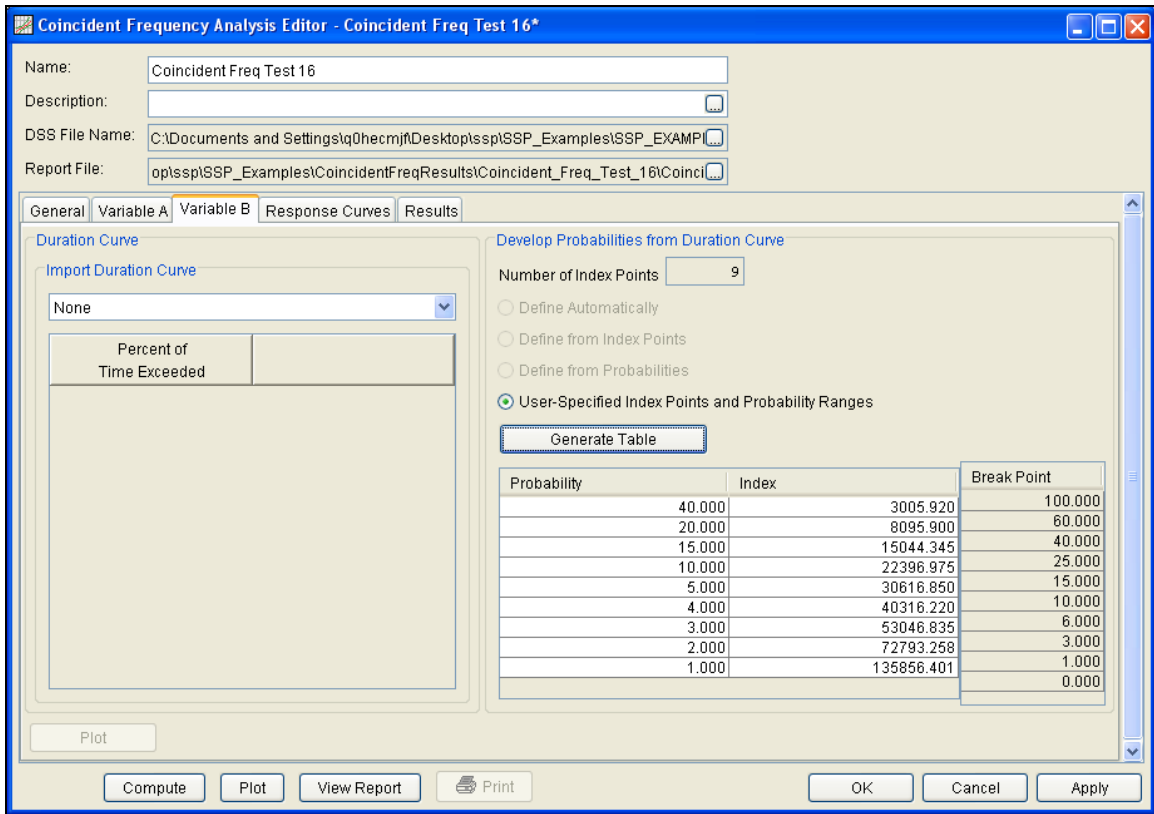 Coincident Frequency Analysis Editor - Coincident Freq Test 16*
Name: Coincident Freq Test 16
Description: ...
DSS File Name: C:\Documents and Settings\q0hecmjf\Desktop\ssp\SSP_Examples\SSP_EXAMPI ...
Report File: op\ssp\SSP_Examples\CoincidentFreqResults\Coincident_Freq_Test_16\Coinci ...
General Variable A Variable B Response Curves Results
Duration Curve
Import Duration Curve
None
Percent of
Time Exceeded
Develop Probabilities from Duration Curve
Number of Index Points 9
Define Automatically
Define from Index Points
Define from Probabilities
User-Specified Index Points and Probability Ranges
Generate Table
Probability Index Break Point
40.000 3005.920 100.000
20.000 8095.900 60.000
15.000 15044.345 40.000
10.000 22396.975 25.000
5.000 30616.850 15.000
4.000 40316.220 10.000
3.000 53046.835 6.000
2.000 72793.258 3.000
1.000 135856.401 1.000
0.000
Plot
Compute Plot View Report Print OK Cancel Apply